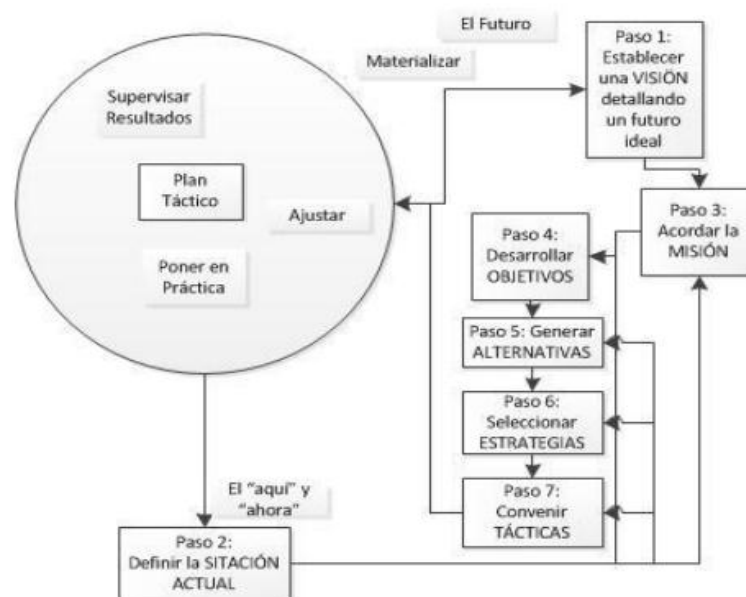 El Futuro
Materializar
Paso 1:
Establecer
una VISIÖN
detallando
un futuro
ideal
Supervisar
Resultados
Plan
Táctico
Ajustar
Poner en
Práctica
Paso 3:
Acordar la
MISIÓN
Paso 4:
Desarrollar
OBJETIVOS
Paso 5: Generar
ALTERNATIVAS
Paso 6:
Seleccionar
ESTRATEGIAS
Paso 7:
Convenir
TÁCTICAS
El “aquí” y
“ahora”
Paso 2:
Definir la SITACIÓN
ACTUAL